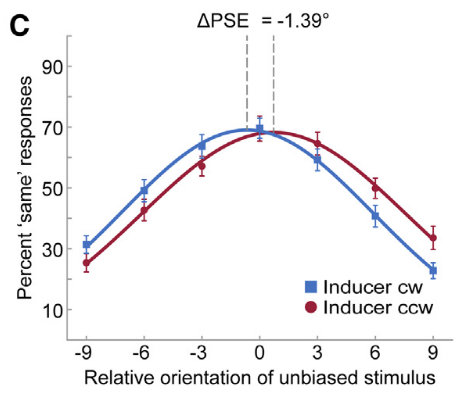 C
ΔPSE = -1.39°
Percent 'same' responses
90
70
50
30
10
-9 -6 -3 0 3 6 9
Relative orientation of unbiased stimulus
Inducer cw
Inducer ccw